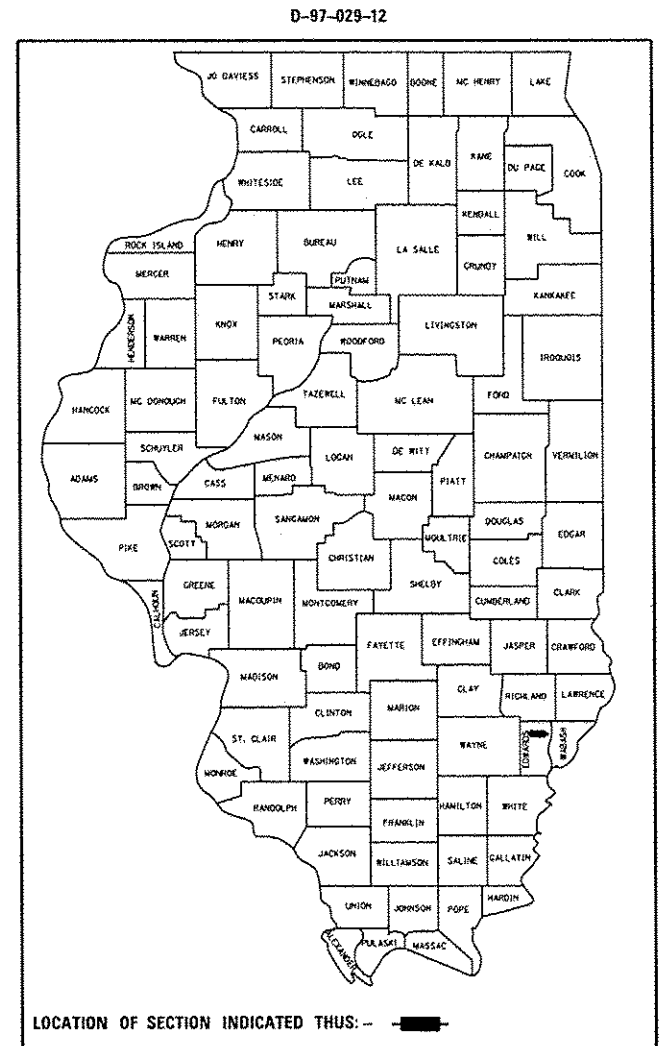 D-97-029-12
JO DAVIESS STEPHENSON WINNEBAGO BOONE MC HENRY LAKE
CARROLL OGLE DE KALB KANE DU PAGE COOK
WHITESIDE LEE KENDALL WILL
ROCK ISLAND HENRY BUREAU LA SALLE GRUNDY
MERCER PUTNAM KANKAKEE
STARK MARSHALL
HENDERSON WARREN KNOX PEORIA WOODFORD LIVINGSTON IROQUOIS
HANCOCK MC DONOUGH FULTON TAZEWELL MC LEAN FORD
MASON
SCHUYLER LOGAN DE WITT CHAMPAIGN VERMILION
ADAMS BROWN CASS MENARD MACON PIATT
PIKE SCOTT MORGAN SANGAMON MOULTRIE DOUGLAS EDGAR
CHRISTIAN COLES
CALHOUN GREENE MACOUPIN MONTGOMERY SHELBY CUMBERLAND CLARK
JERSEY FAYETTE EFFINGHAM JASPER CRAWFORD
MADISON BOND CLAY RICHLAND LAWRENCE
CLINTON MARION
ST. CLAIR WAYNE EDWARDS WABASH
MONROE WASHINGTON JEFFERSON
RANDOLPH PERRY HAMILTON WHITE
FRANKLIN
JACKSON WILLIAMSON SALINE GALLATIN
UNION JOHNSON POPE HARDIN
ALEXANDER PULASKI MASSAC
LOCATION OF SECTION INDICATED THUS: -